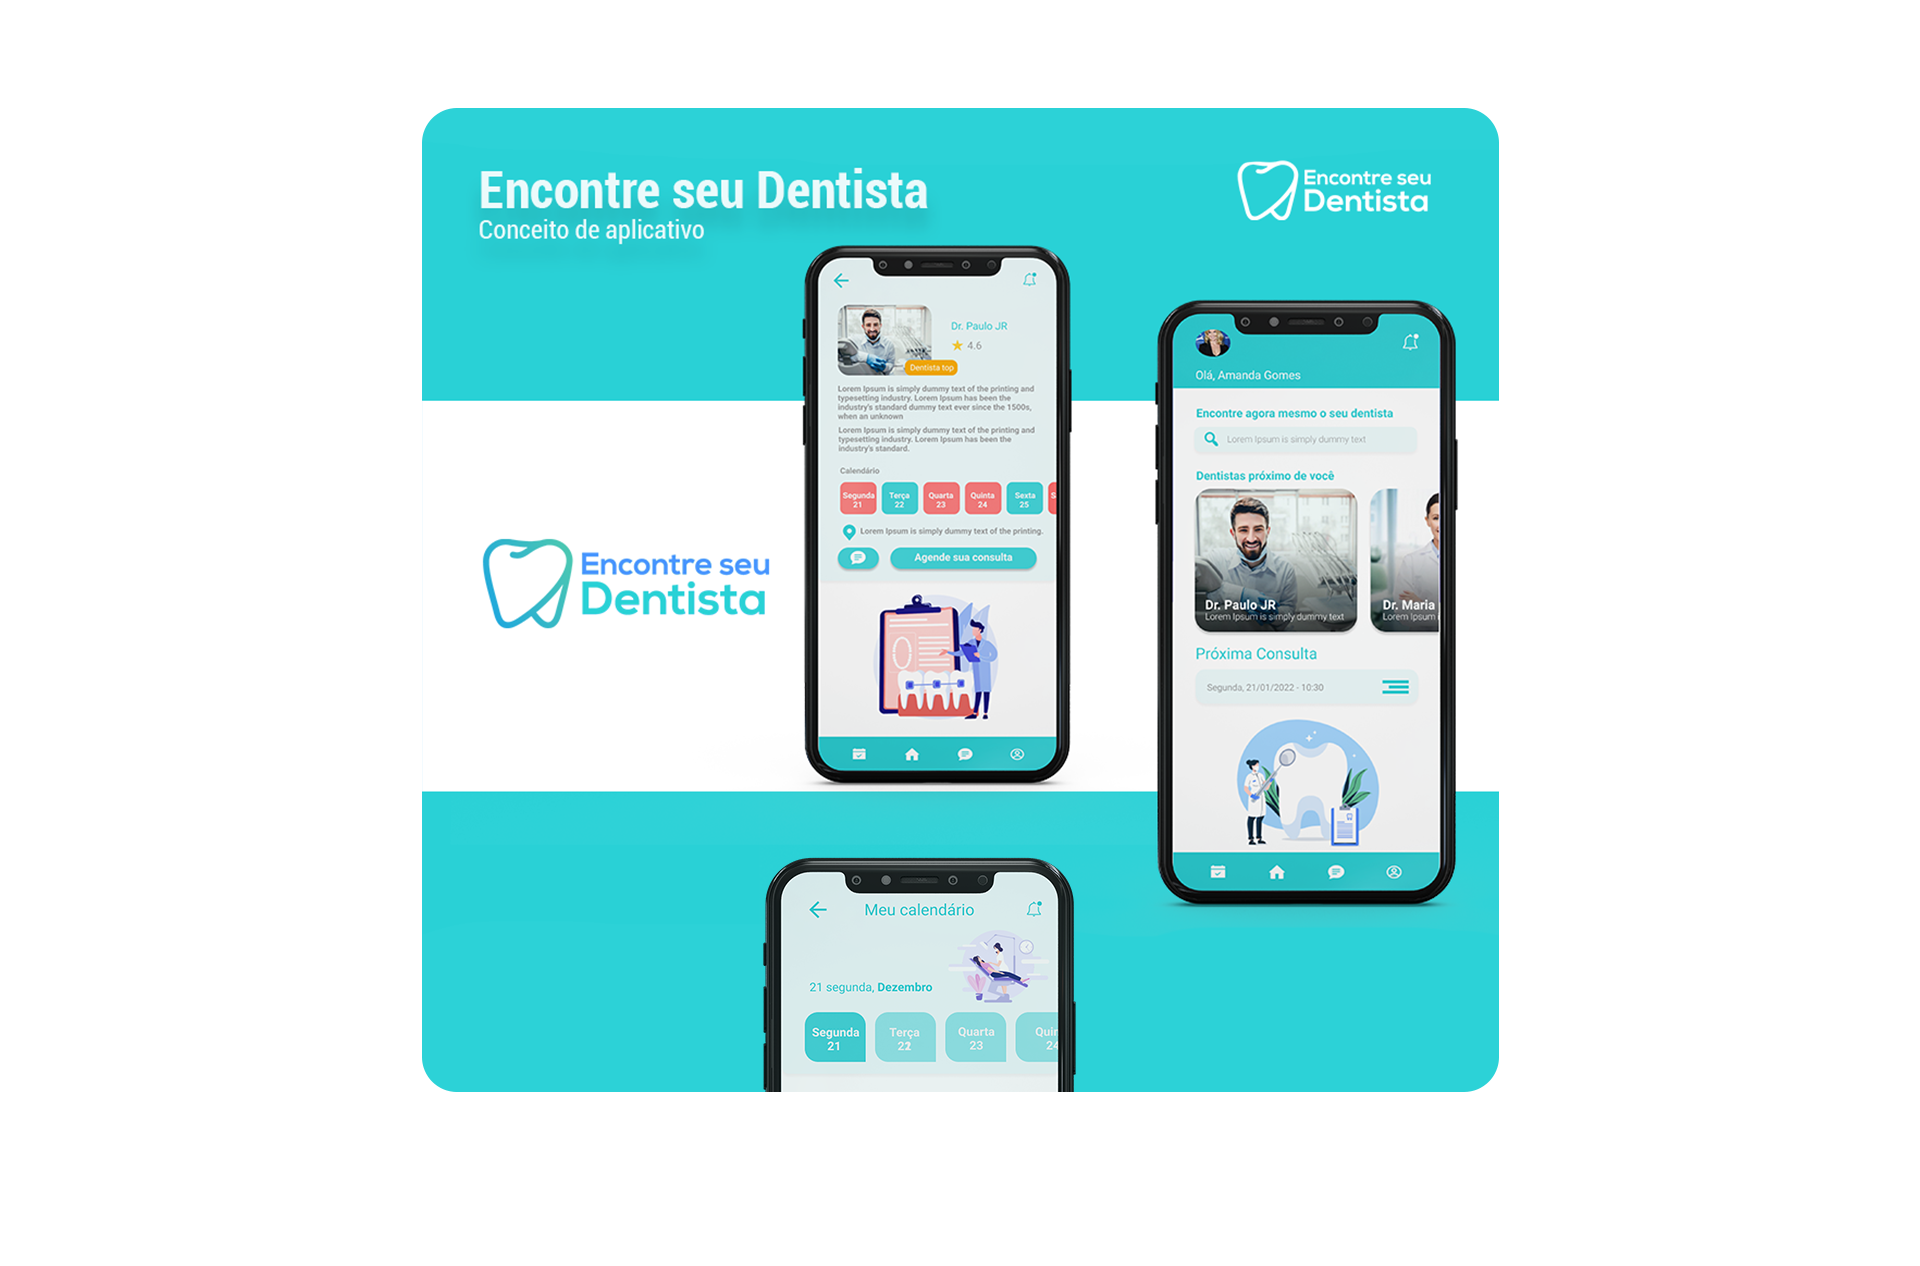 Encontre seu Dentista
Conceito de aplicativo
Encontre seu
Dentista
Encontre seu
Dentista
Dr. Paulo JR
4.6
Dentista top
Lorem Ipsum is simply dummy text of the printing and
typesetting industry. Lorem Ipsum has been the
industry's standard dummy text ever since the 1500s,
when an unknown
Lorem Ipsum is simply dummy text of the printing and
typesetting industry. Lorem Ipsum has been the
industry's standard.
Calendário
Segunda Terça Quarta Quinta Sexta S
21 22 23 24 25
Lorem Ipsum is simply dummy text of the printing.
Agende sua consulta
Olá, Amanda Gomes
Encontre agora mesmo o seu dentista
Lorem Ipsum is simply dummy text
Dentistas próximo de você
Dr. Paulo JR
Lorem Ipsum is simply dummy text
Dr. Maria
Lorem Ipsum
Próxima Consulta
Segunda, 21/01/2022 - 10:30
Meu calendário
21 segunda, Dezembro
Segunda Terça Quarta Quin
21 22 23 24